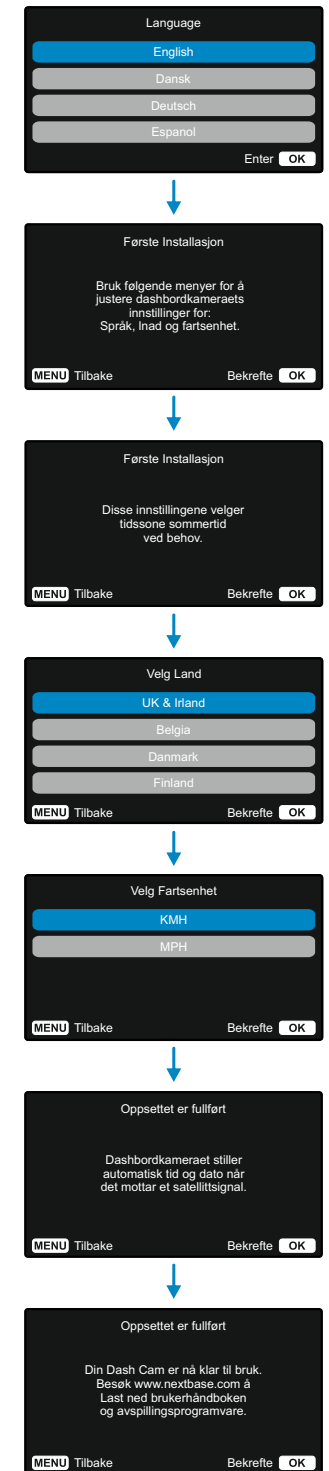 Language
English
Dansk
Deutsch
Espanol
Enter OK
Første Installasjon
Bruk følgende menyer for å
justere dashbordkameraets
innstillinger for:
Språk, lnad og fartsenhet.
MENU Tilbake Bekrefte OK
Første Installasjon
Disse innstillingene velger
tidssone sommertid
ved behov.
MENU Tilbake Bekrefte OK
Velg Land
UK & Irland
Belgia
Danmark
Finland
MENU Tilbake Bekrefte OK
Velg Fartsenhet
KMH
MPH
MENU Tilbake Bekrefte OK
Oppsettet er fullført
Dashbordkameraet stiller
automatisk tid og dato når
det mottar et satellittsignal.
MENU Tilbake Bekrefte OK
Oppsettet er fullført
Din Dash Cam er nå klar til bruk.
Besøk www.nextbase.com å
Last ned brukerhåndboken
og avspillingsprogramvare.
MENU Tilbake Bekrefte OK